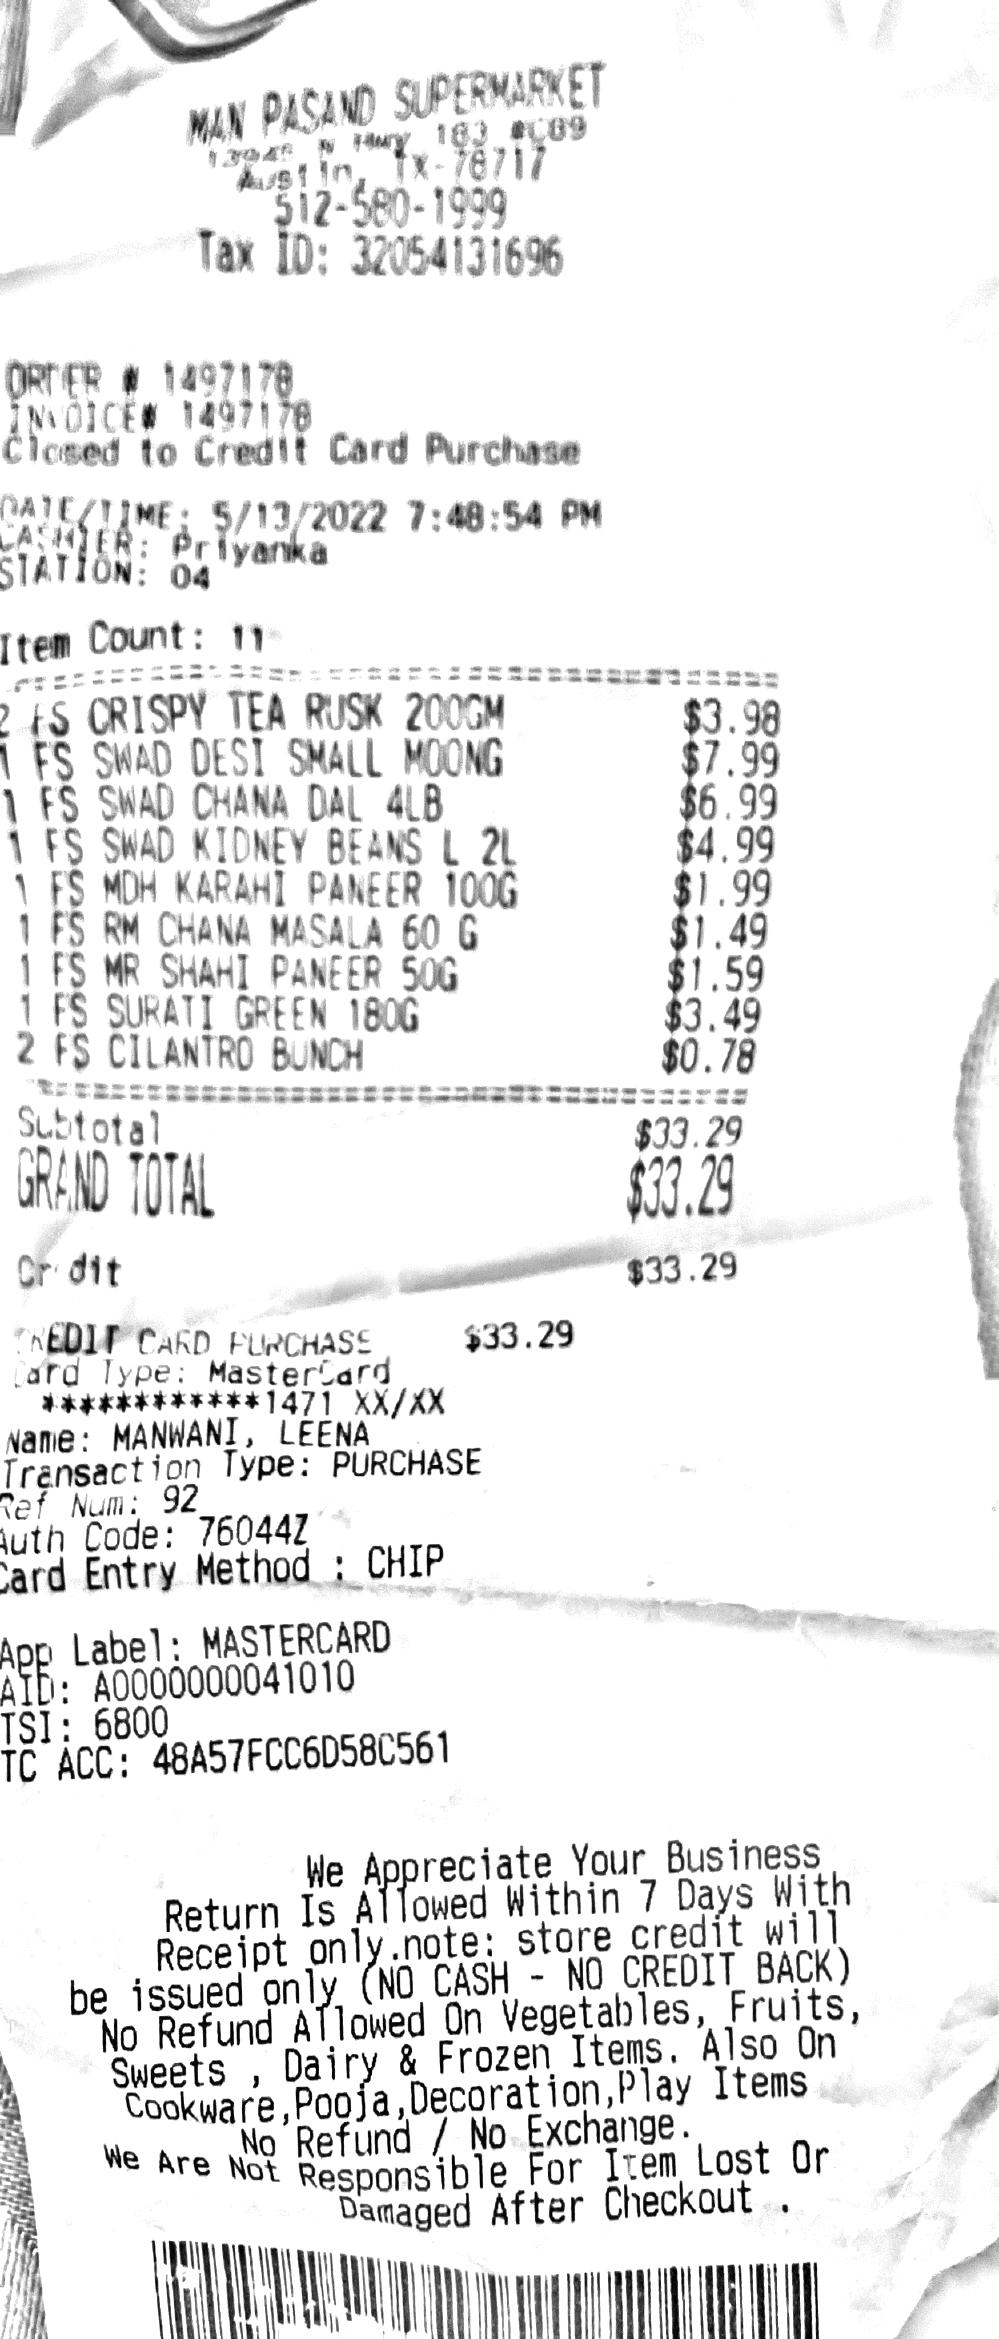 MAN PASAND SUPERMARKET
N HWY 183
Austin, Tx-78717
512-580-1999
Tax ID: 32054131696
ORDER # 1497178
INVOICE# 1497178
Closed to Credit Card Purchase
DATE/TIME: 5/13/2022 7:48:54 PM
CASHIER: Priyanka
STATION: 04
Item Count: 11
2 FS CRISPY TEA RUSK 200GM $3.98
1 FS SWAD DESI SMALL MOONG $7.99
1 FS SWAD CHANA DAL 4LB $6.99
1 FS SWAD KIDNEY BEANS L 2L $4.99
1 FS MDH KARAHI PANEER 100G $1.99
1 FS RM CHANA MASALA 60 G $1.49
1 FS MR SHAHI PANEER 50G $1.59
1 FS SURATI GREEN 180G $3.49
2 FS CILANTRO BUNCH $0.78
Subtotal $33.29
GRAND TOTAL $33.29
Credit $33.29
CREDIT CARD PURCHASE $33.29
Card Type: MasterCard
************1471 XX/XX
Name: MANWANI, LEENA
Transaction Type: PURCHASE
Ref Num: 92
Auth Code: 76044Z
Card Entry Method : CHIP
App Label: MASTERCARD
AID: A0000000041010
TSI: 6800
TC ACC: 48A57FCC6D58C561
We Appreciate Your Business
Return Is Allowed Within 7 Days With
Receipt only.note: store credit will
be issued only (NO CASH - NO CREDIT BACK)
No Refund Allowed On Vegetables, Fruits,
Sweets , Dairy & Frozen Items. Also On
Cookware,Pooja,Decoration,Play Items
No Refund / No Exchange.
We Are Not Responsible For Item Lost Or
Damaged After Checkout .